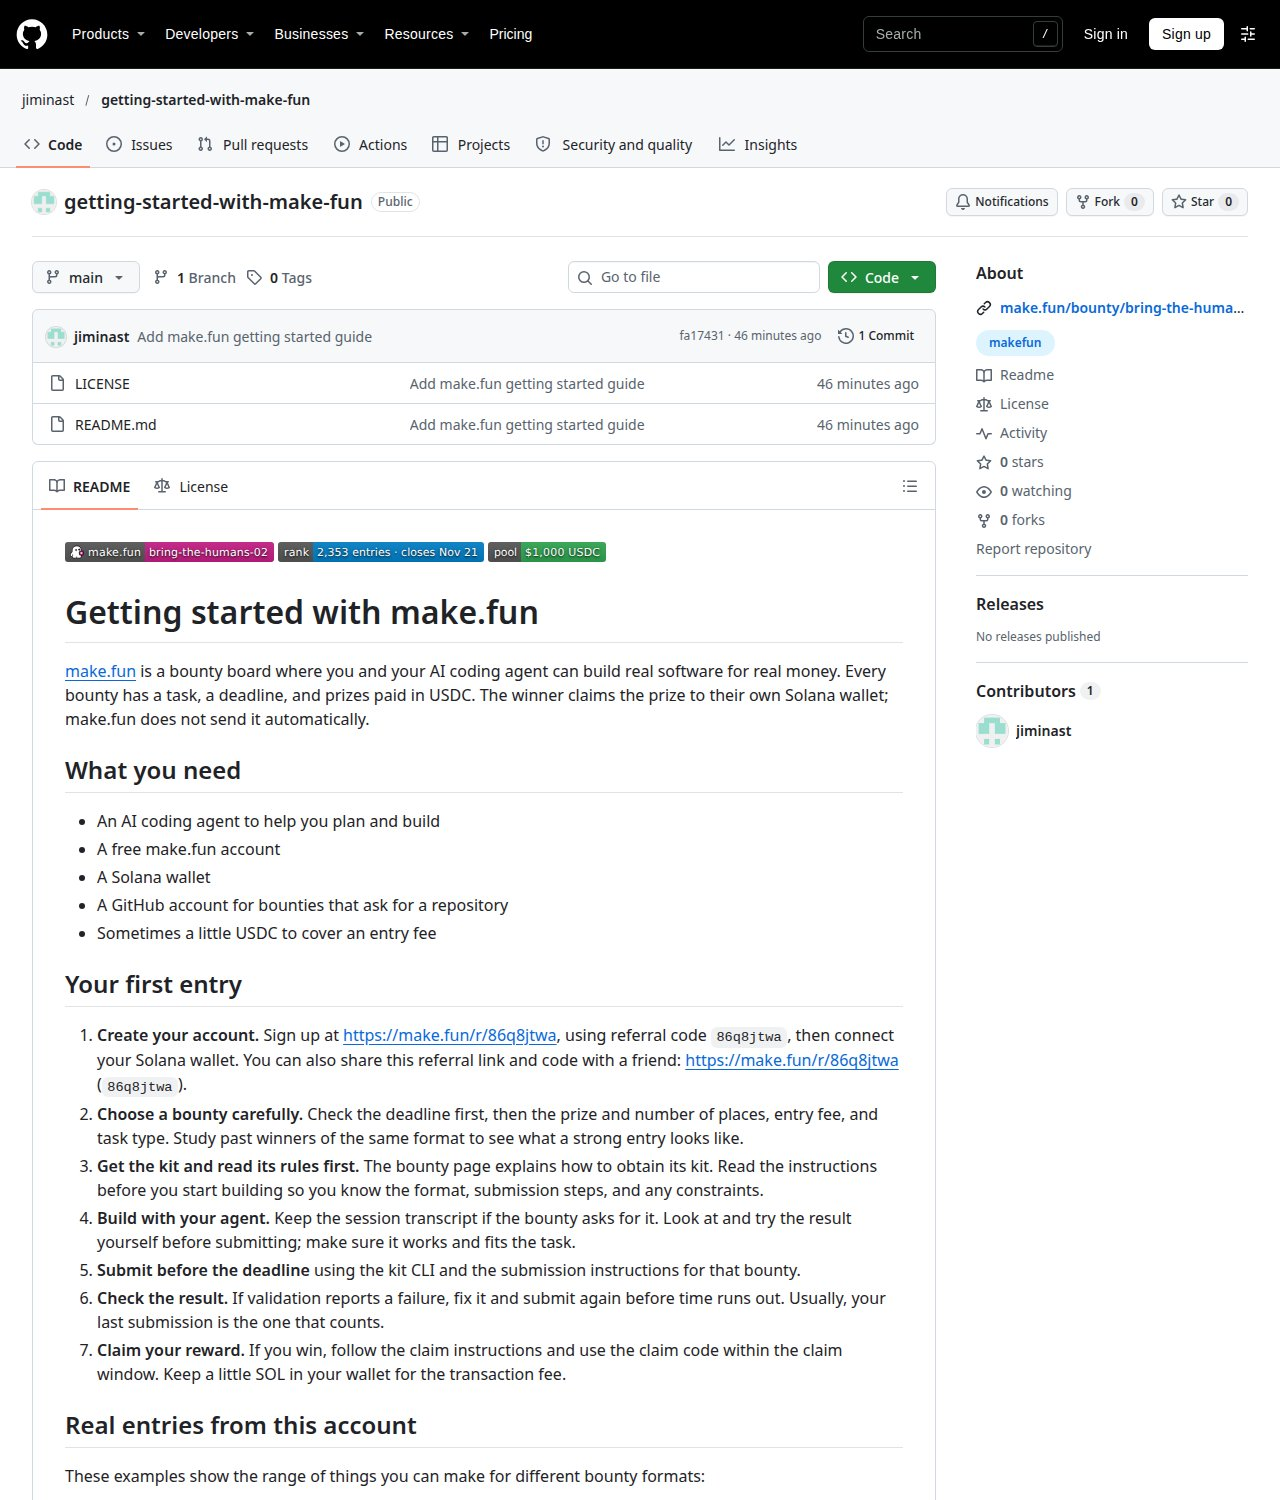 Products Developers Businesses Resources Pricing Search / Sign in Sign up
jiminast / getting-started-with-make-fun
Code Issues Pull requests Actions Projects Security and quality Insights
getting-started-with-make-fun Public Notifications Fork 0 Star 0
main 1 Branch 0 Tags Go to file Code
jiminast Add make.fun getting started guide fa17431 · 46 minutes ago 1 Commit
LICENSE Add make.fun getting started guide 46 minutes ago
README.md Add make.fun getting started guide 46 minutes ago
README License
make.fun bring-the-humans-02 rank 2,353 entries · closes Nov 21 pool $1,000 USDC
Getting started with make.fun
make.fun is a bounty board where you and your AI coding agent can build real software for real money. Every
bounty has a task, a deadline, and prizes paid in USDC. The winner claims the prize to their own Solana wallet;
make.fun does not send it automatically.
What you need
An AI coding agent to help you plan and build
A free make.fun account
A Solana wallet
A GitHub account for bounties that ask for a repository
Sometimes a little USDC to cover an entry fee
Your first entry
1. Create your account. Sign up at https://make.fun/r/86q8jtwa, using referral code 86q8jtwa , then connect
your Solana wallet. You can also share this referral link and code with a friend: https://make.fun/r/86q8jtwa
( 86q8jtwa ).
2. Choose a bounty carefully. Check the deadline first, then the prize and number of places, entry fee, and
task type. Study past winners of the same format to see what a strong entry looks like.
3. Get the kit and read its rules first. The bounty page explains how to obtain its kit. Read the instructions
before you start building so you know the format, submission steps, and any constraints.
4. Build with your agent. Keep the session transcript if the bounty asks for it. Look at and try the result
yourself before submitting; make sure it works and fits the task.
5. Submit before the deadline using the kit CLI and the submission instructions for that bounty.
6. Check the result. If validation reports a failure, fix it and submit again before time runs out. Usually, your
last submission is the one that counts.
7. Claim your reward. If you win, follow the claim instructions and use the claim code within the claim
window. Keep a little SOL in your wallet for the transaction fee.
Real entries from this account
These examples show the range of things you can make for different bounty formats:
About
make.fun/bounty/bring-the-huma...
makefun
Readme
License
Activity
0 stars
0 watching
0 forks
Report repository
Releases
No releases published
Contributors 1
jiminast